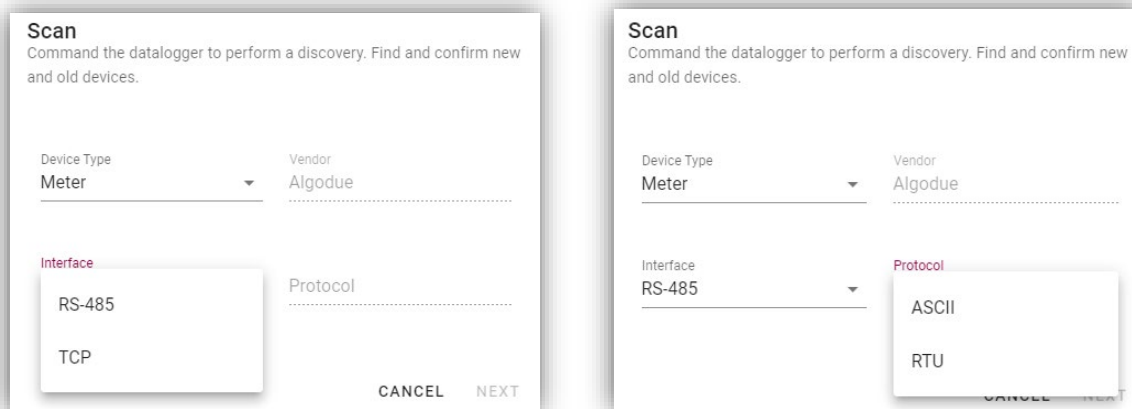 Scan
Command the datalogger to perform a discovery. Find and confirm new
and old devices.
Device Type
Meter
Vendor
Algodue
Interface
RS-485
TCP
Protocol
CANCEL NEXT
Scan
Command the datalogger to perform a discovery. Find and confirm new
and old devices.
Device Type
Meter
Vendor
Algodue
Interface
RS-485
Protocol
ASCII
RTU
CANCEL NEXT